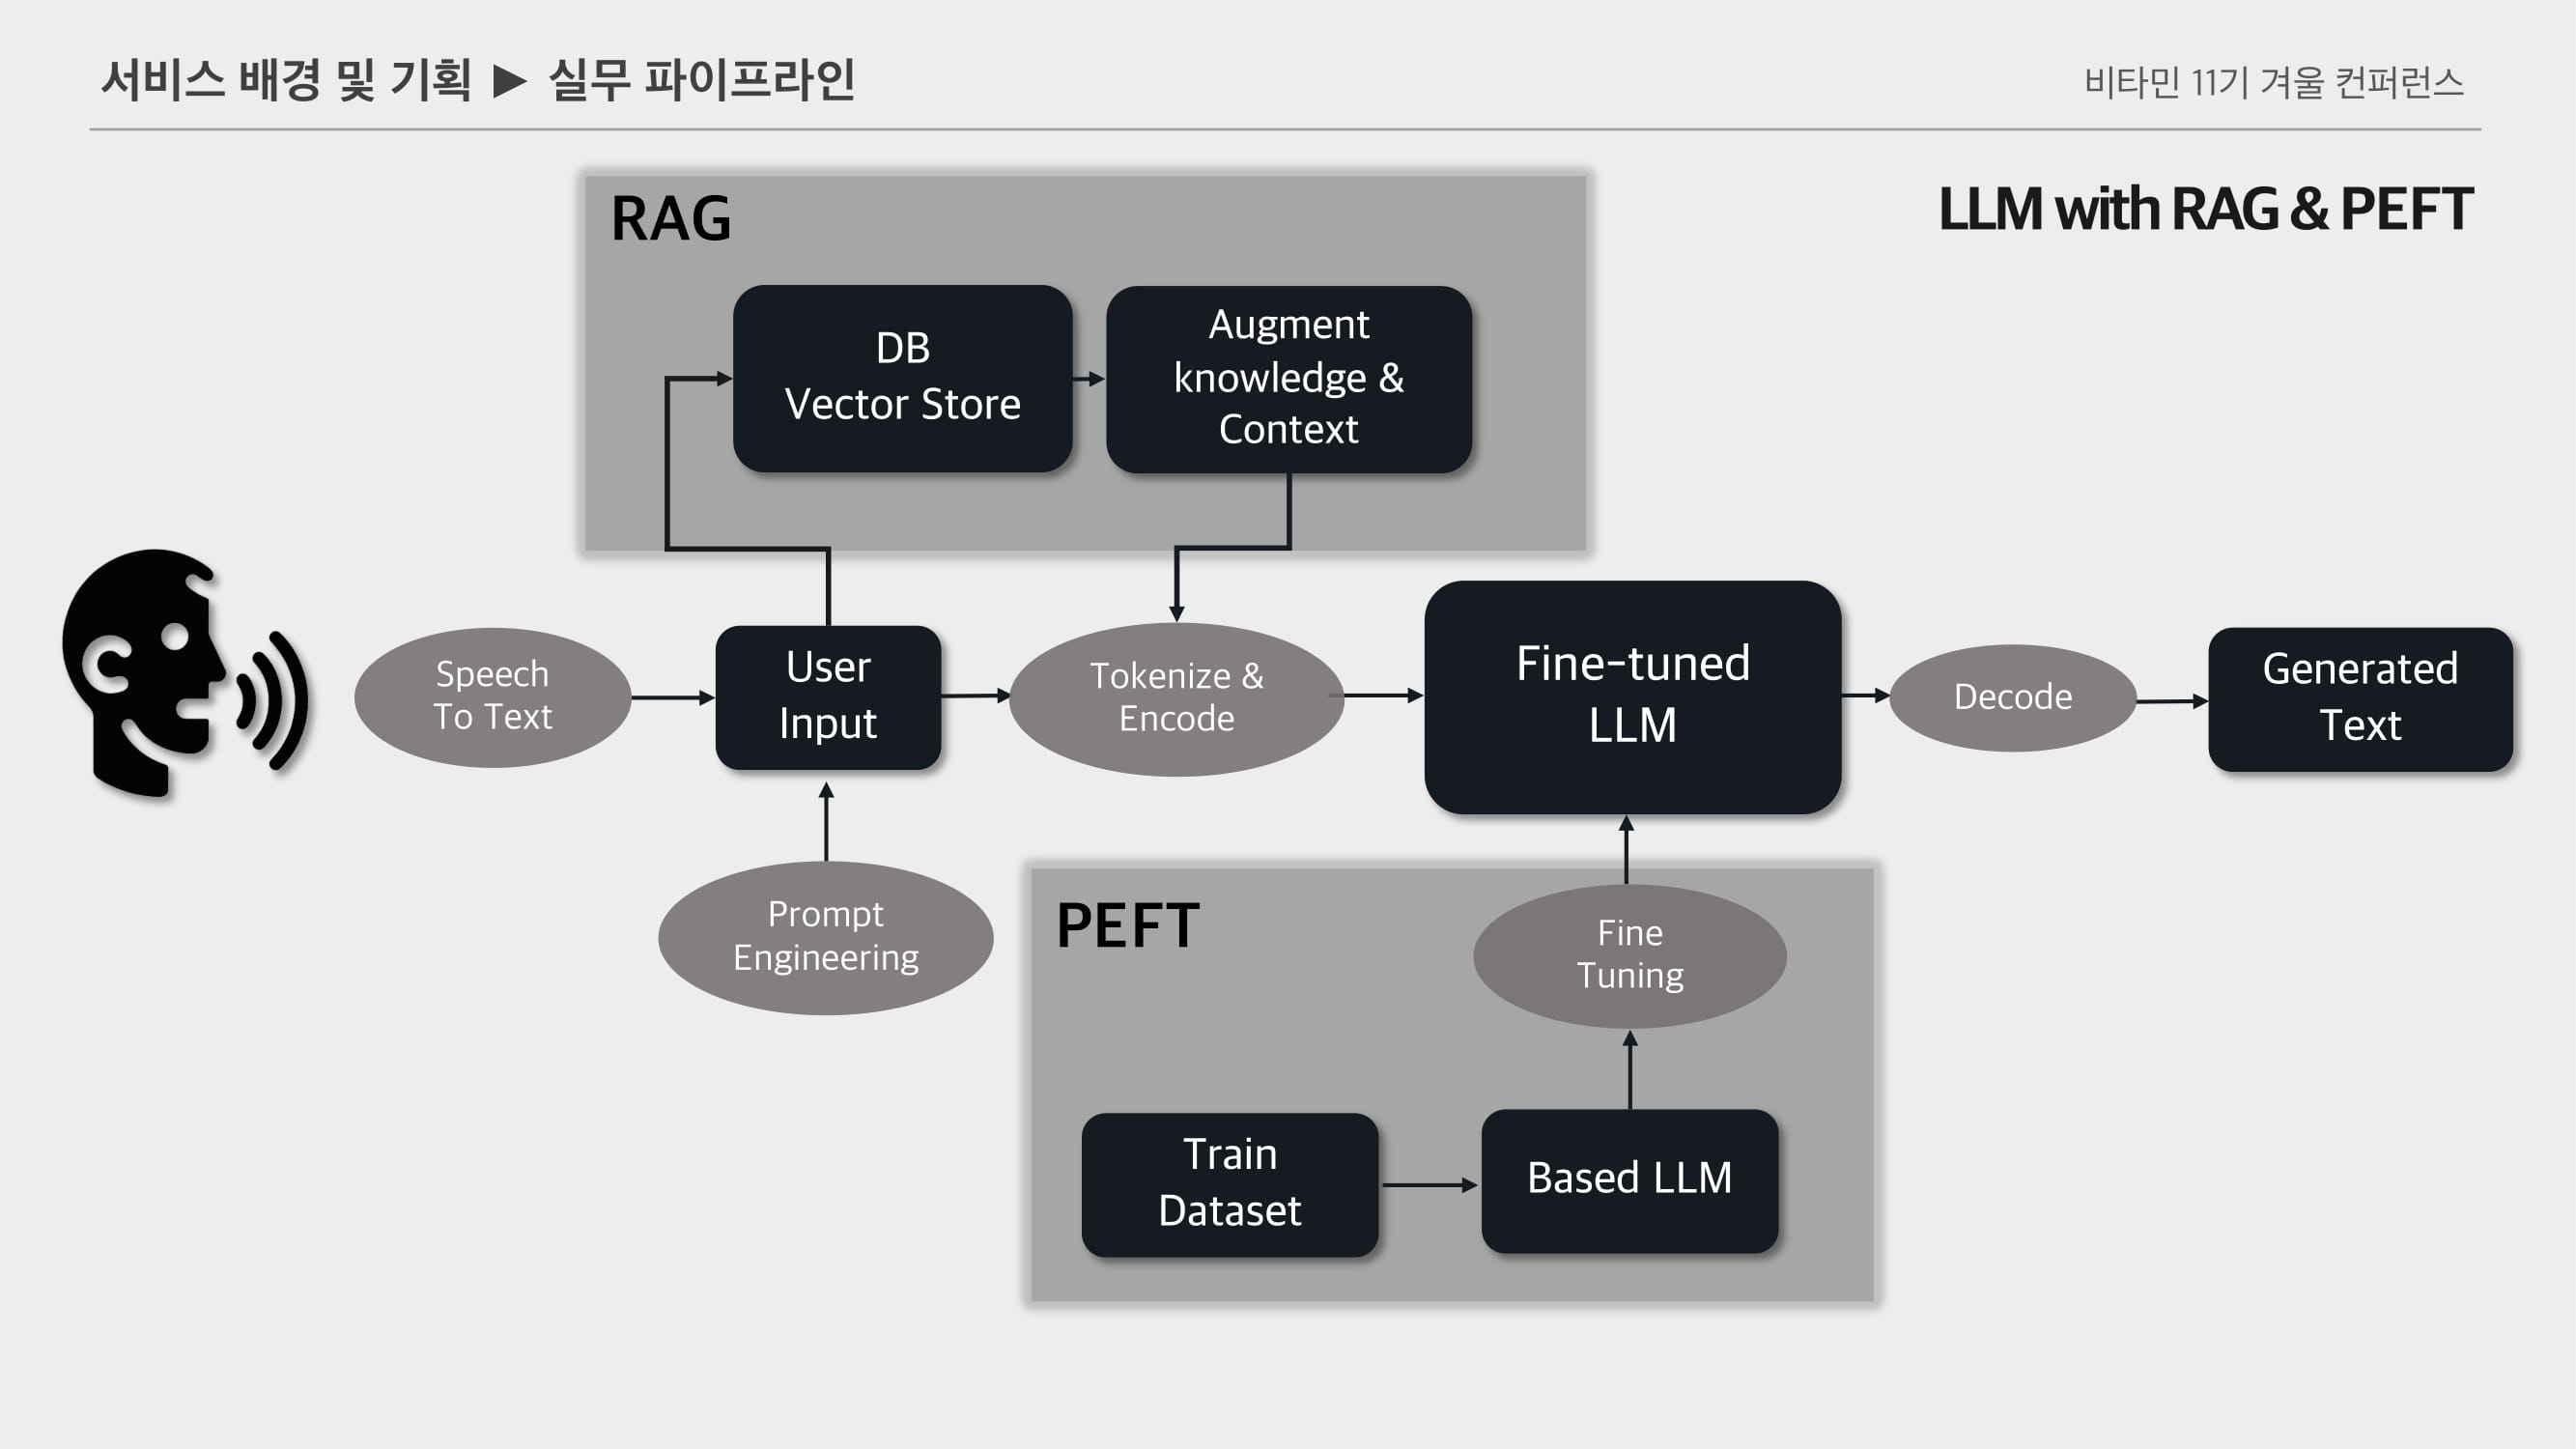 서비스 배경 및 기획 ▶ 실무 파이프라인
비타민 11기 겨울 컨퍼런스
LLM with RAG & PEFT
RAG
DB
Vector Store
Augment
knowledge &
Context
Speech
To Text
User
Input
Tokenize &
Encode
Fine-tuned
LLM
Decode
Generated
Text
Prompt
Engineering
PEFT
Fine
Tuning
Train
Dataset
Based LLM